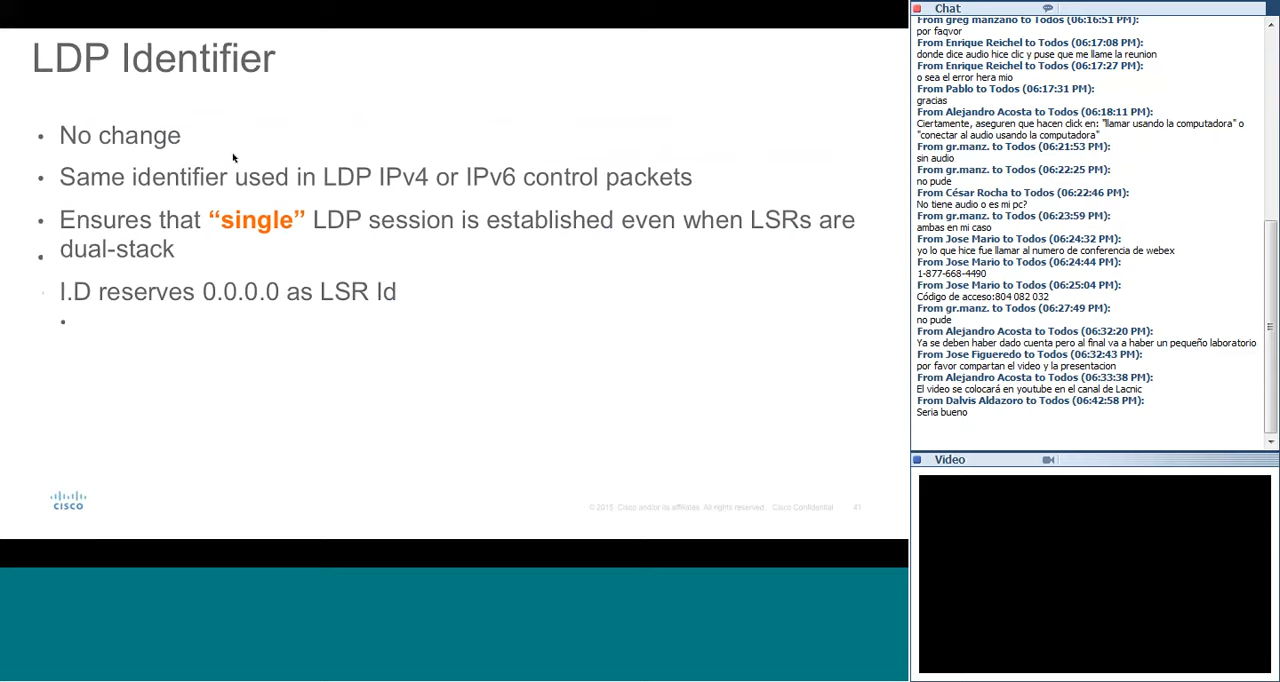 LDP Identifier
• No change
• Same identifier used in LDP IPv4 or IPv6 control packets
• Ensures that “single” LDP session is established even when LSRs are
• dual-stack
I.D reserves 0.0.0.0 as LSR Id
•
CISCO
© 2015 Cisco and/or its affiliates. All rights reserved. Cisco Confidential 41
Chat
From greg manzano to Todos (06:16:51 PM):
por faqvor
From Enrique Reichel to Todos (06:17:08 PM):
donde dice audio hice clic y puse que me llame la reunion
From Enrique Reichel to Todos (06:17:27 PM):
o sea el error hera mio
From Pablo to Todos (06:17:31 PM):
gracias
From Alejandro Acosta to Todos (06:18:11 PM):
Ciertamente, aseguren que hacen click en: "llamar usando la computadora" o
"conectar al audio usando la computadora"
From gr.manz. to Todos (06:21:53 PM):
sin audio
From gr.manz. to Todos (06:22:25 PM):
no pude
From César Rocha to Todos (06:22:46 PM):
No tiene audio o es mi pc?
From gr.manz. to Todos (06:23:59 PM):
ambas en mi caso
From Jose Mario to Todos (06:24:32 PM):
yo lo que hice fue llamar al numero de conferencia de webex
From Jose Mario to Todos (06:24:44 PM):
1-877-668-4490
From Jose Mario to Todos (06:25:04 PM):
Código de acceso:804 082 032
From gr.manz. to Todos (06:27:49 PM):
no pude
From Alejandro Acosta to Todos (06:32:20 PM):
Ya se deben haber dado cuenta pero al final va a haber un pequeño laboratorio
From Jose Figueredo to Todos (06:32:43 PM):
por favor compartan el video y la presentacion
From Alejandro Acosta to Todos (06:33:38 PM):
El video se colocará en youtube en el canal de Lacnic
From Dalvis Aldazoro to Todos (06:42:58 PM):
Seria bueno
Video